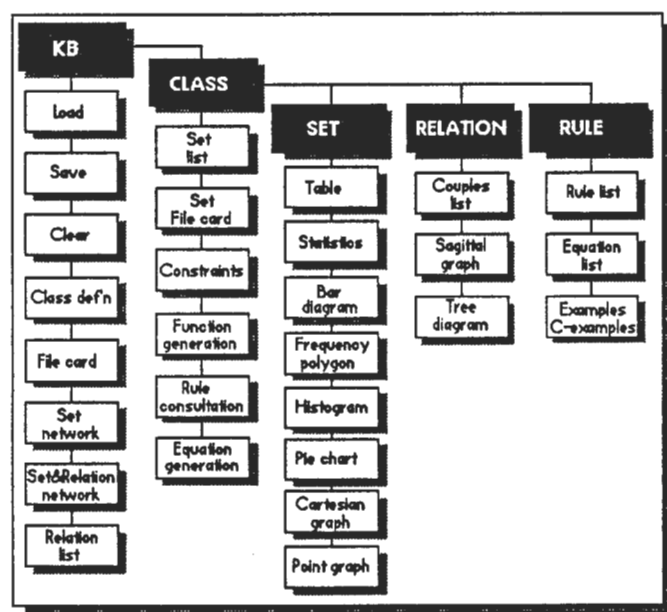 KB
Load
Save
Clear
Class def'n
File card
Set
network
Set&Relation
network
Relation
list
CLASS
Set
list
Set
File card
Constraints
Function
generation
Rule
consultation
Equation
generation
SET
Table
Statistics
Bar
diagram
Frequency
polygon
Histogram
Pie chart
Cartesian
graph
Point graph
RELATION
Couples
list
Sagittal
graph
Tree
diagram
RULE
Rule list
Equation
list
Examples
C-examples